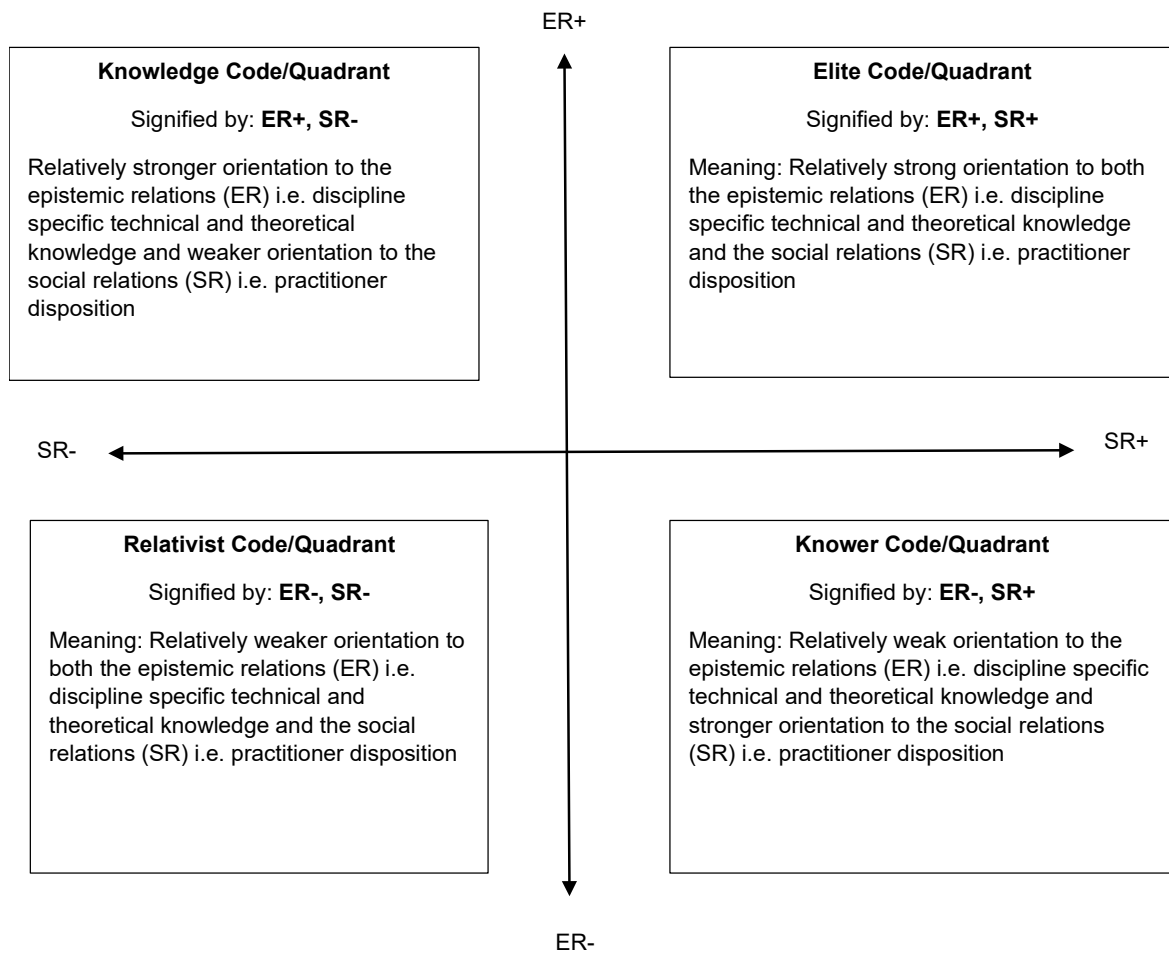 ER+
Knowledge Code/Quadrant
Signified by: ER+, SR-
Relatively stronger orientation to the
epistemic relations (ER) i.e. discipline
specific technical and theoretical
knowledge and weaker orientation to the
social relations (SR) i.e. practitioner
disposition
Elite Code/Quadrant
Signified by: ER+, SR+
Meaning: Relatively strong orientation to both
the epistemic relations (ER) i.e. discipline
specific technical and theoretical knowledge
and the social relations (SR) i.e. practitioner
disposition
SR-
SR+
Relativist Code/Quadrant
Signified by: ER-, SR-
Meaning: Relatively weaker orientation to
both the epistemic relations (ER) i.e.
discipline specific technical and
theoretical knowledge and the social
relations (SR) i.e. practitioner disposition
Knower Code/Quadrant
Signified by: ER-, SR+
Meaning: Relatively weak orientation to the
epistemic relations (ER) i.e. discipline specific
technical and theoretical knowledge and
stronger orientation to the social relations
(SR) i.e. practitioner disposition
ER-